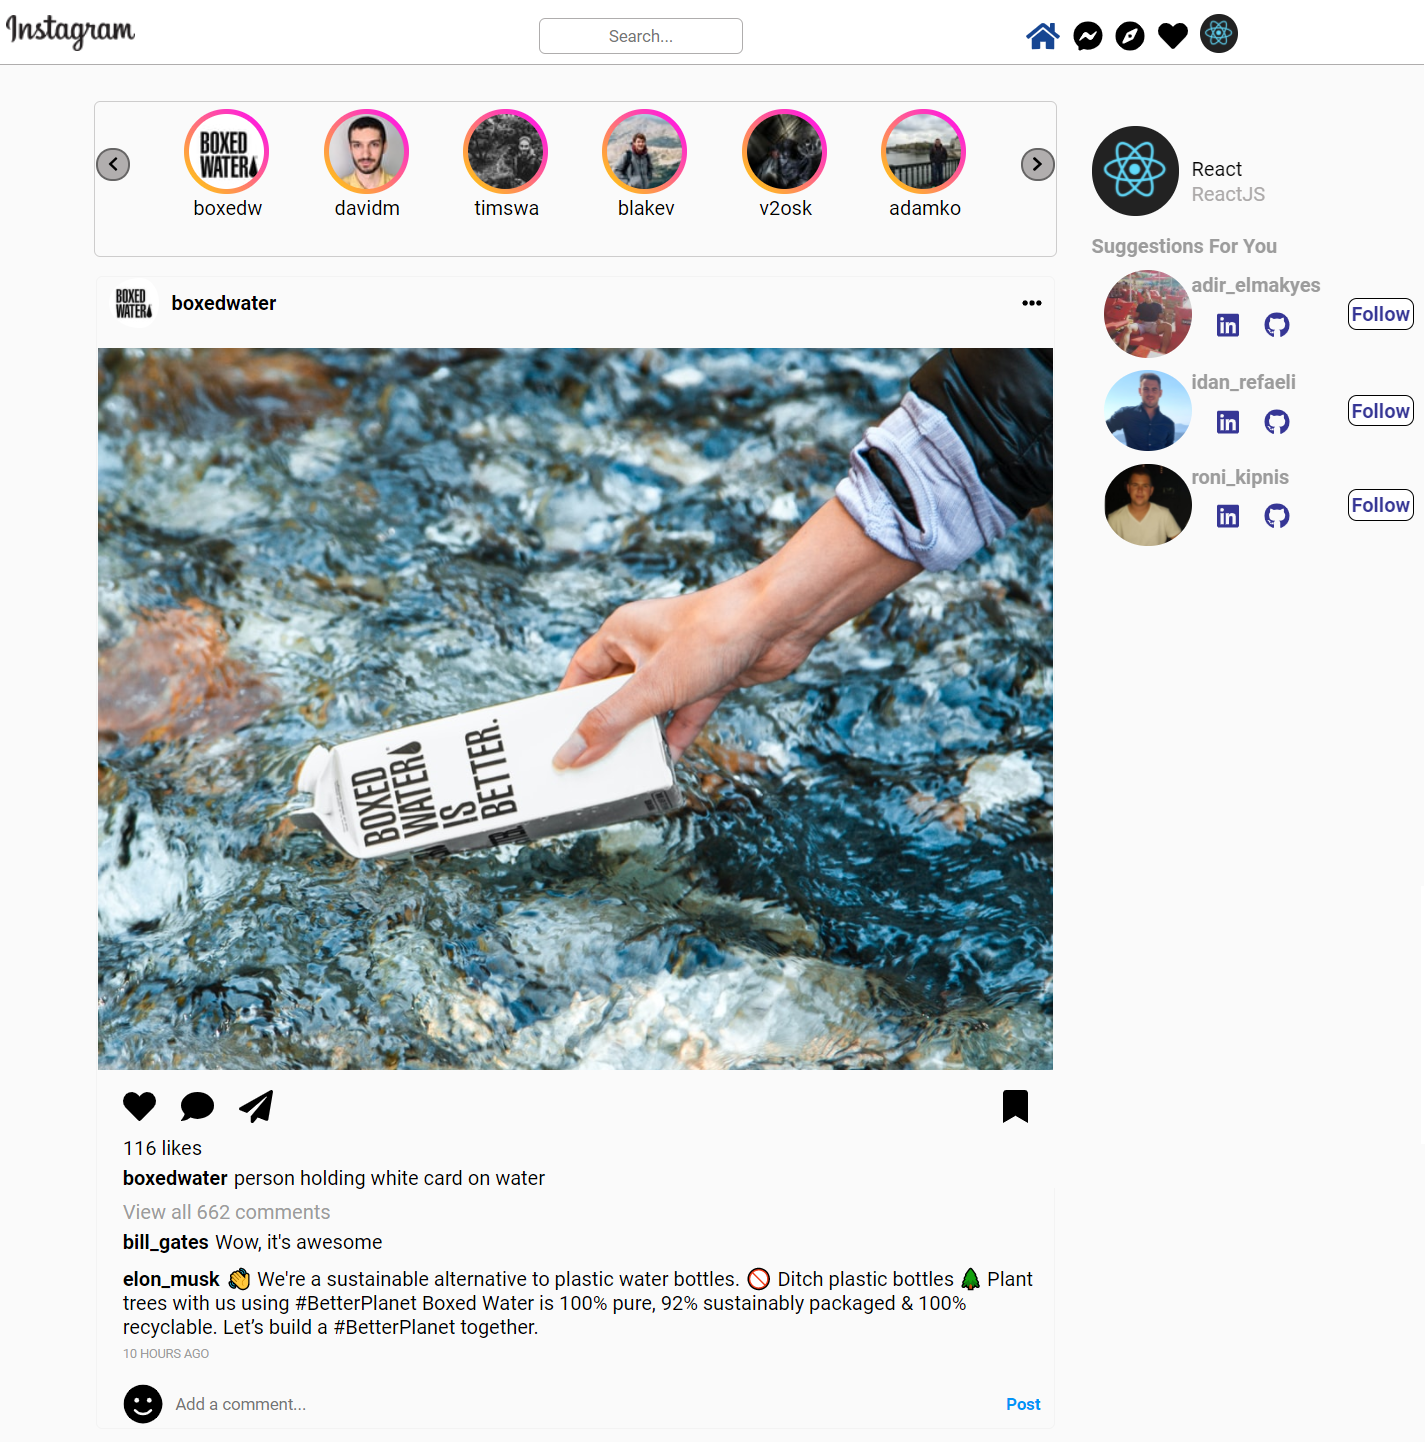 Instagram
Search...
BOXED
WATER
boxedw
davidm
timswa
blakev
v2osk
adamko
React
ReactJS
Suggestions For You
adir_elmakyes
Follow
idan_refaeli
Follow
roni_kipnis
Follow
BOXED
WATER
boxedwater
BOXED
WATER
IS
BETTER.
116 likes
boxedwater person holding white card on water
View all 662 comments
bill_gates Wow, it's awesome
elon_musk 👏 We're a sustainable alternative to plastic water bottles. 🚫 Ditch plastic bottles 🌲 Plant
trees with us using #BetterPlanet Boxed Water is 100% pure, 92% sustainably packaged & 100%
recyclable. Let’s build a #BetterPlanet together.
10 HOURS AGO
Add a comment...
Post